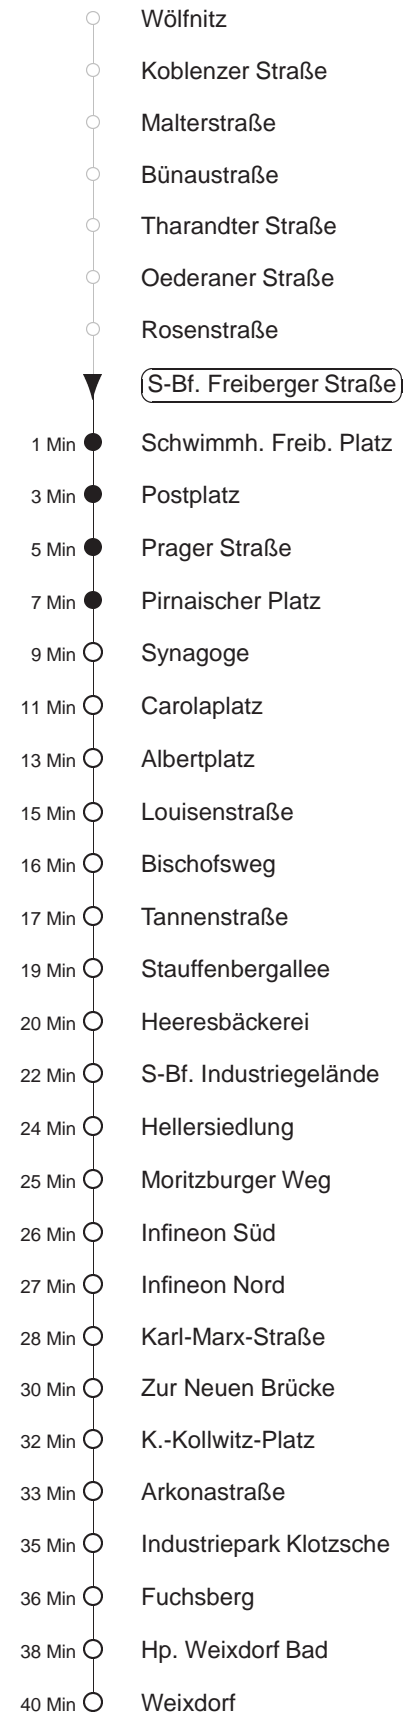 Wölfnitz
Koblenzer Straße
Malterstraße
Bünaustraße
Tharandter Straße
Oederaner Straße
Rosenstraße
S-Bf. Freiberger Straße
1 Min Schwimmh. Freib. Platz
3 Min Postplatz
5 Min Prager Straße
7 Min Pirnaischer Platz
9 Min Synagoge
11 Min Carolaplatz
13 Min Albertplatz
15 Min Louisenstraße
16 Min Bischofsweg
17 Min Tannenstraße
19 Min Stauffenbergallee
20 Min Heeresbäckerei
22 Min S-Bf. Industriegelände
24 Min Hellersiedlung
25 Min Moritzburger Weg
26 Min Infineon Süd
27 Min Infineon Nord
28 Min Karl-Marx-Straße
30 Min Zur Neuen Brücke
32 Min K.-Kollwitz-Platz
33 Min Arkonastraße
35 Min Industriepark Klotzsche
36 Min Fuchsberg
38 Min Hp. Weixdorf Bad
40 Min Weixdorf